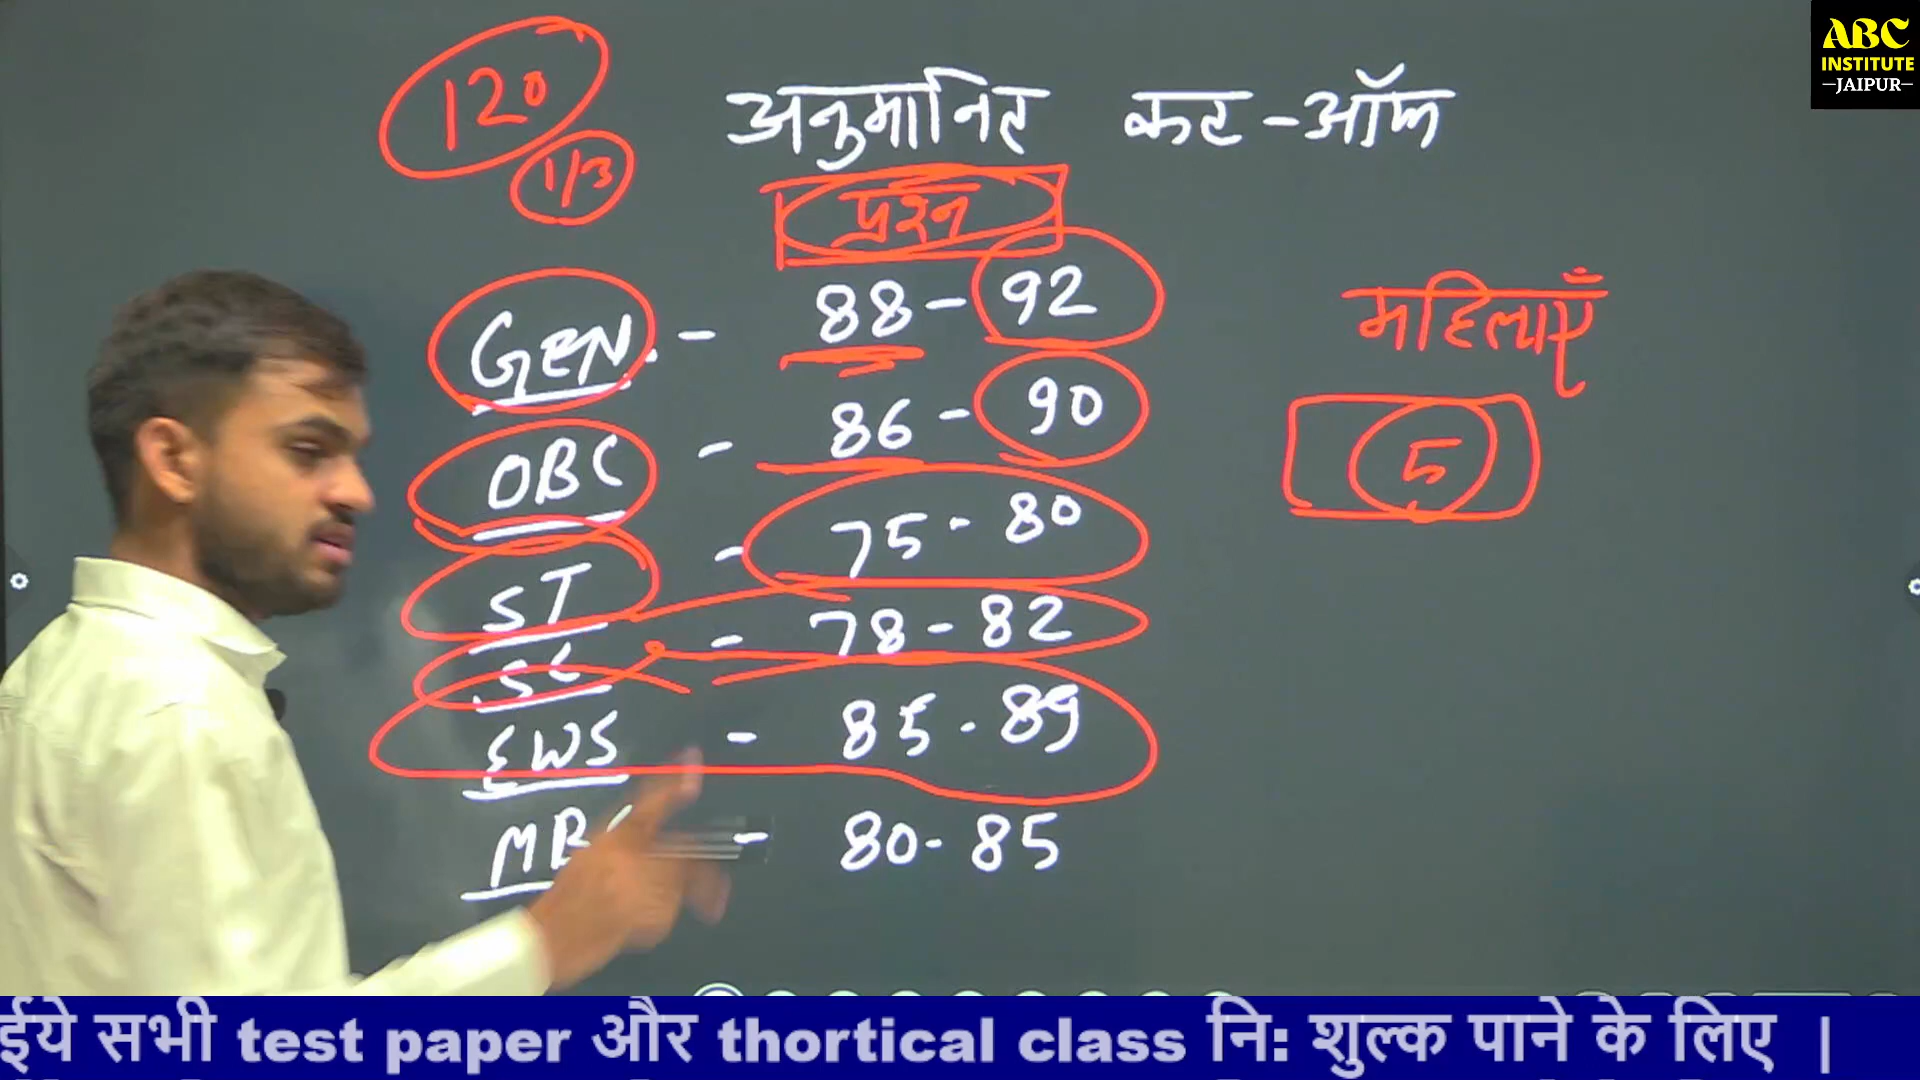 ABC
INSTITUTE
—JAIPUR—
120
1/3
अनुमानित कट-ऑफ
प्रश्न
GEN. - 88-92
महिलाएँ
5
OBC - 86-90
ST - 75-80
SC - 78-82
EWS - 85-89
- 80-85
ईये सभी test paper और thortical class नि: शुल्क पाने के लिए |